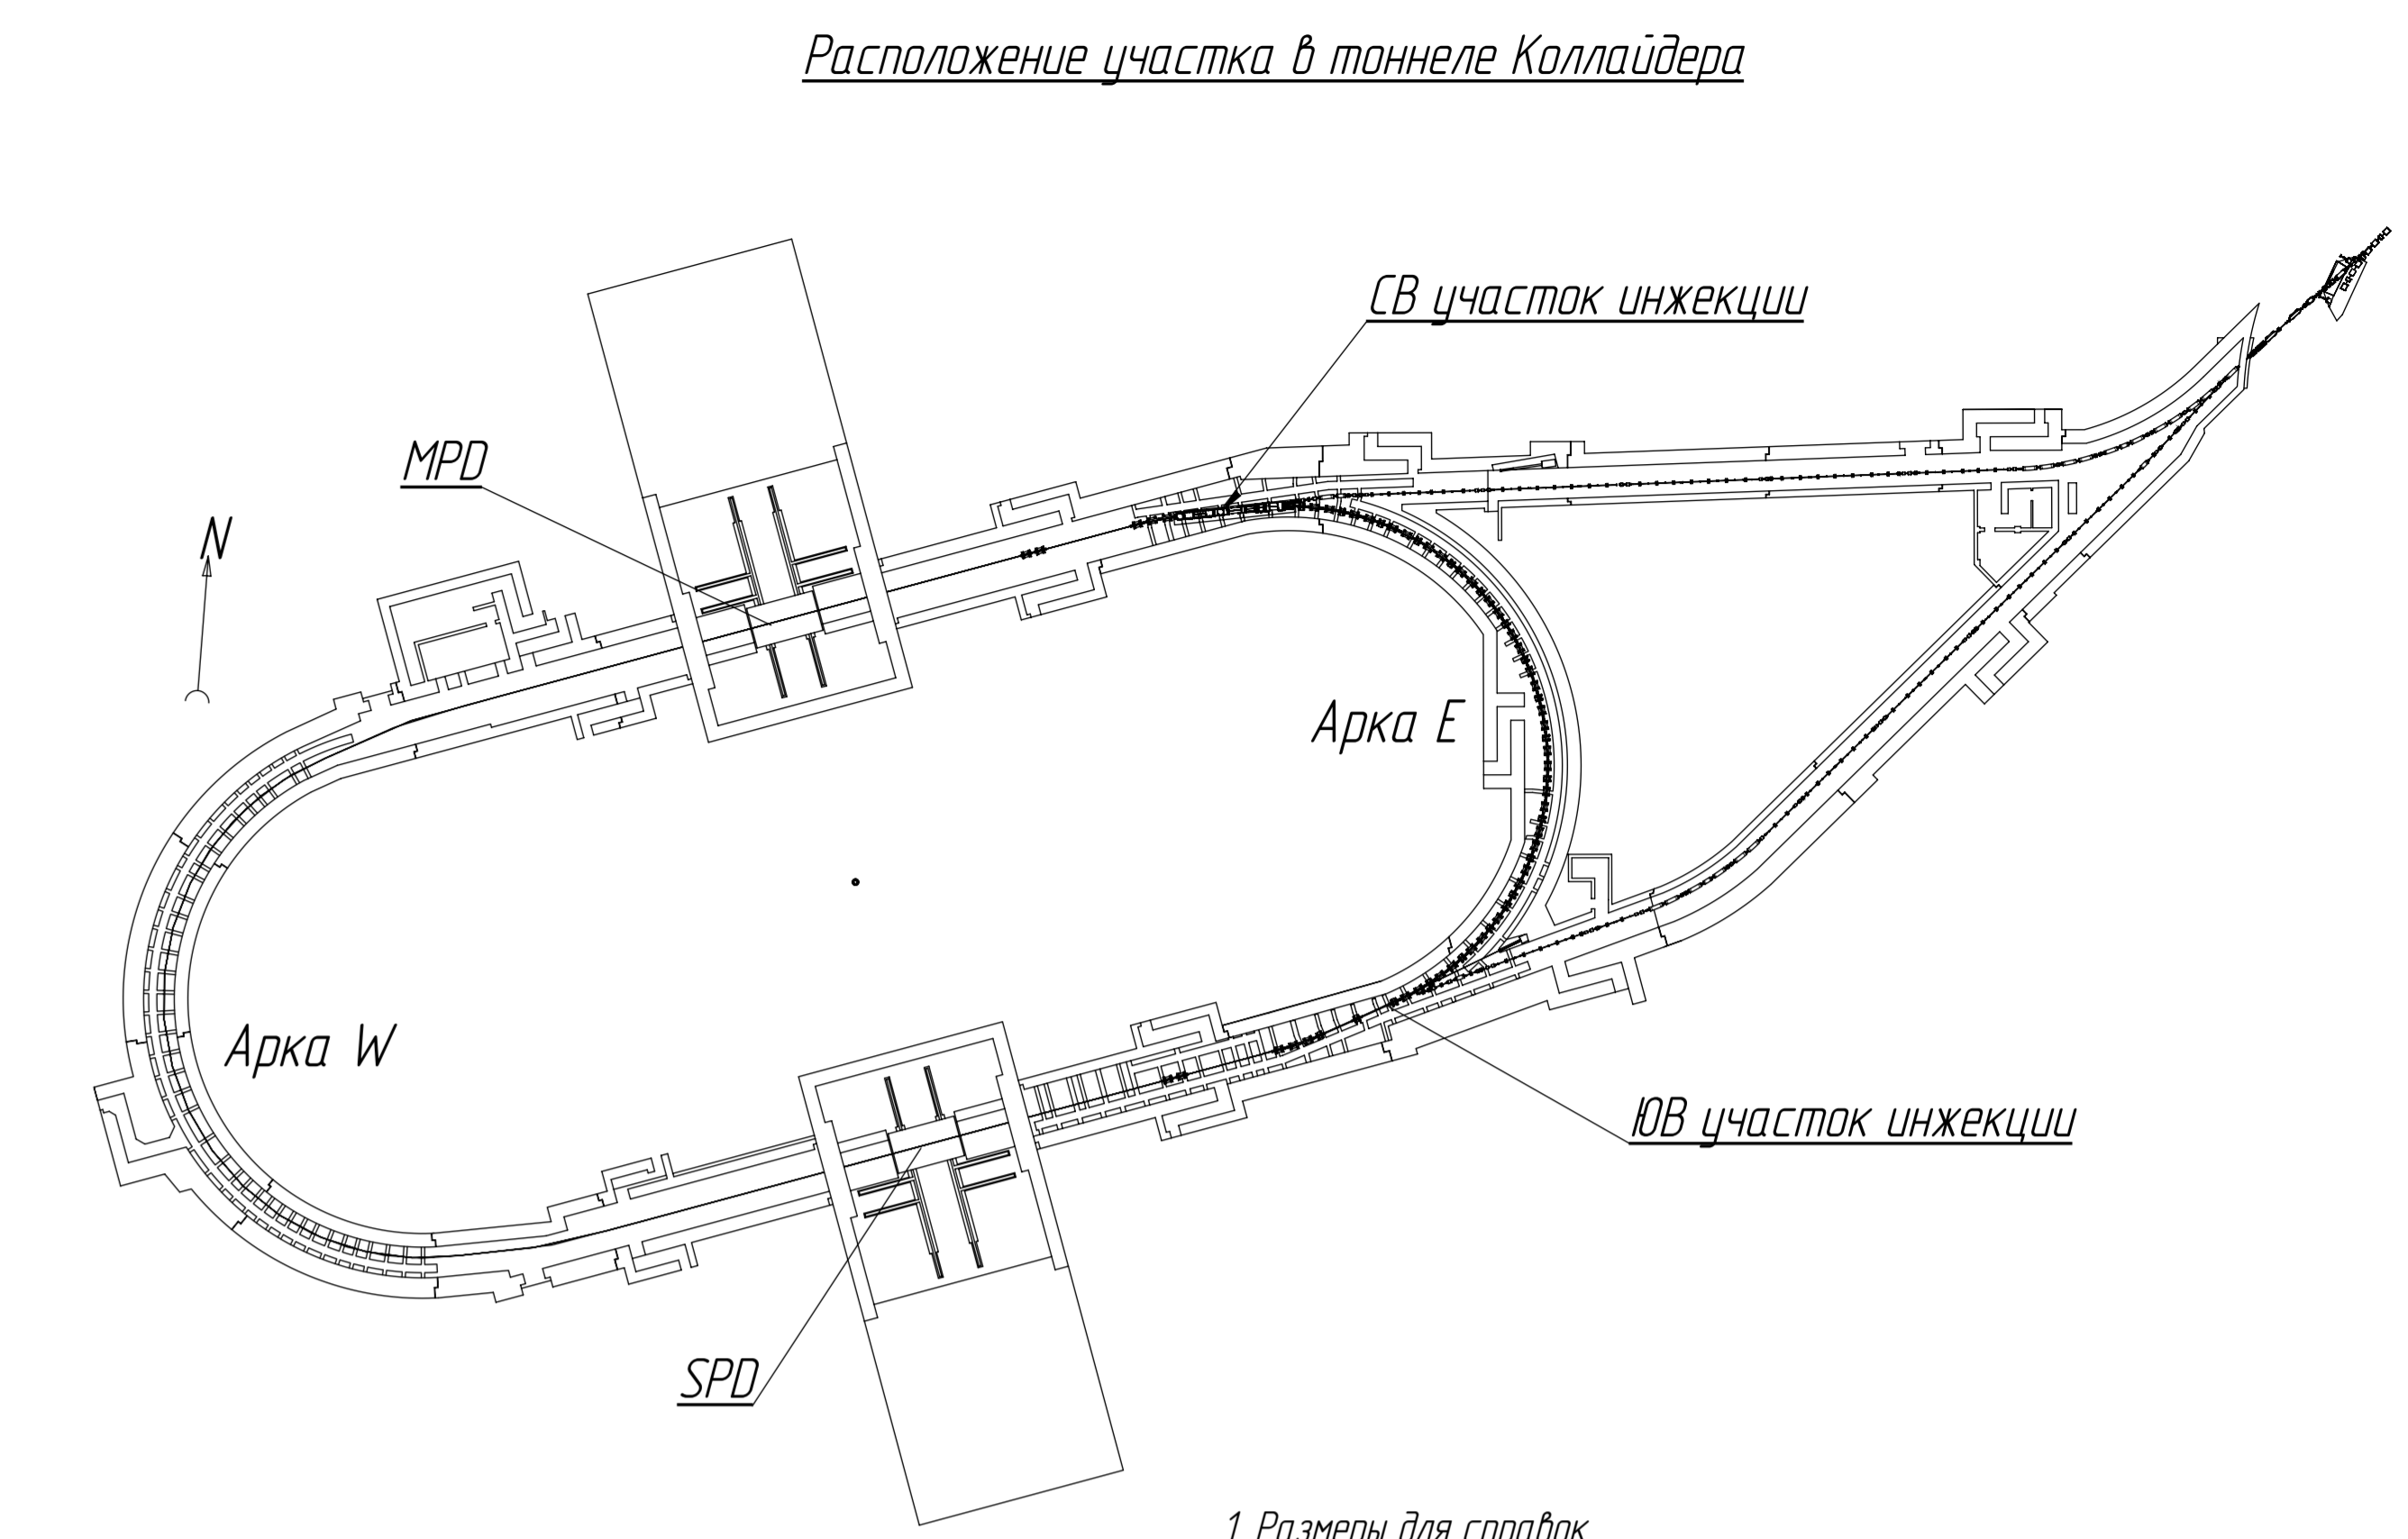 Расположение участка в тоннеле Коллайдера
СВ участок инжекции
MPD
N
Арка E
Арка W
ЮВ участок инжекции
SPD
1 Размеры для справок